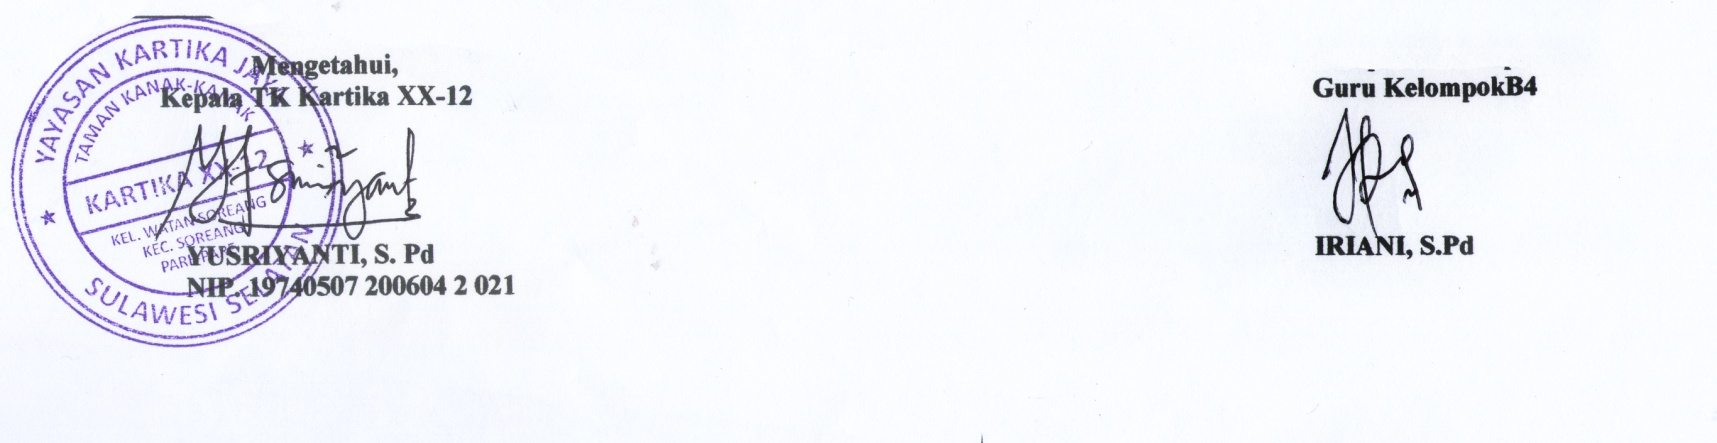 YAYASAN KARTIKA JAYA
TAMAN KANAK-KANAK
KARTIKA XX-12
KEL. WATAN SOREANG
KEC. SOREANG
PAREPARE
SULAWESI SELATAN
Mengetahui,
Kepala TK Kartika XX-12
YUSRIYANTI, S. Pd
NIP. 19740507 200604 2 021
Guru KelompokB4
IRIANI, S.Pd